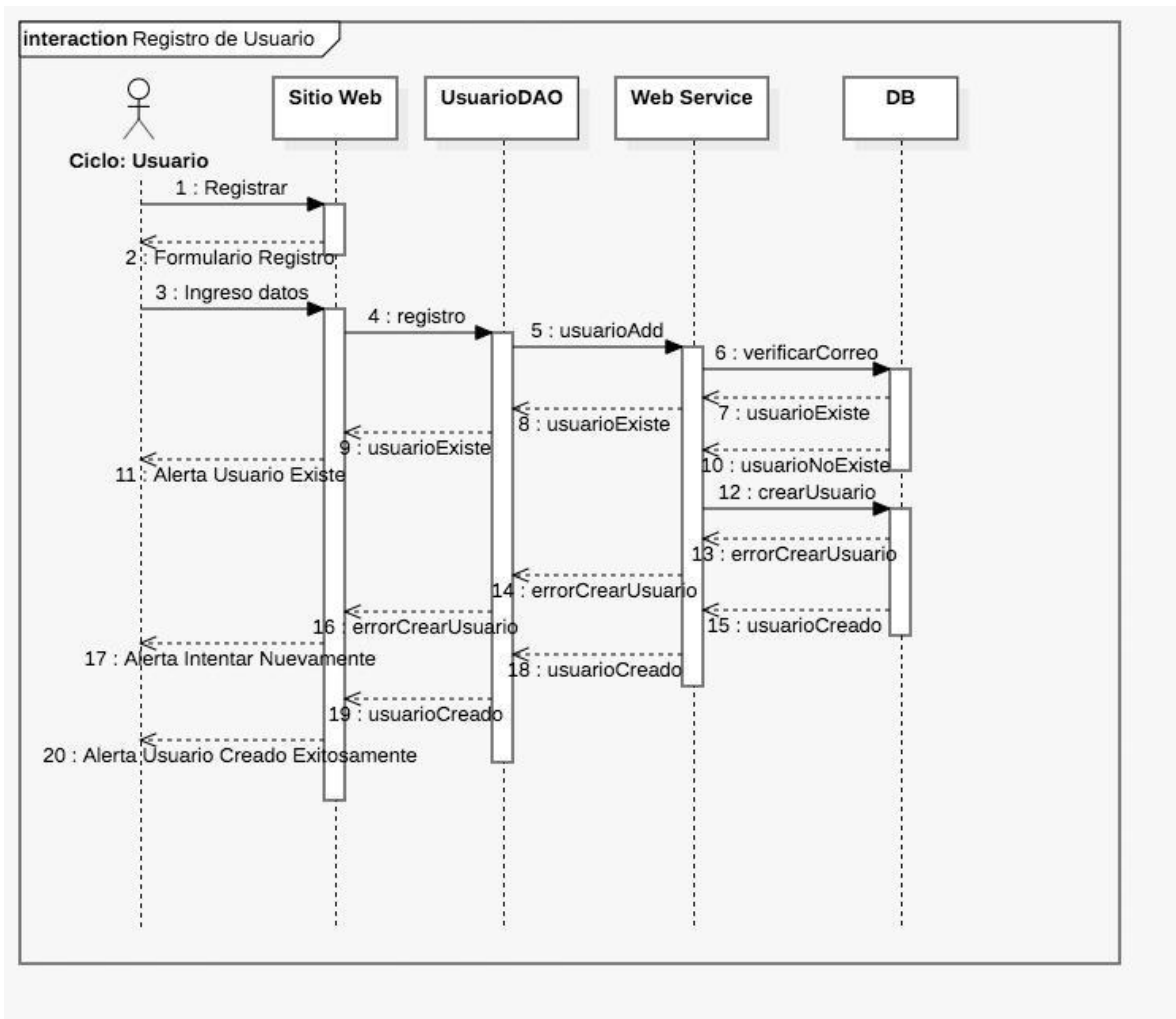 interaction Registro de Usuario
Sitio Web
UsuarioDAO
Web Service
DB
Ciclo: Usuario
1 : Registrar
2 : Formulario Registro
3 : Ingreso datos
4 : registro
5 : usuarioAdd
6 : verificarCorreo
7 : usuarioExiste
8 : usuarioExiste
9 : usuarioExiste
10 : usuarioNoExiste
11 : Alerta Usuario Existe
12 : crearUsuario
13 : errorCrearUsuario
14 : errorCrearUsuario
15 : usuarioCreado
16 : errorCrearUsuario
17 : Alerta Intentar Nuevamente
18 : usuarioCreado
19 : usuarioCreado
20 : Alerta Usuario Creado Exitosamente